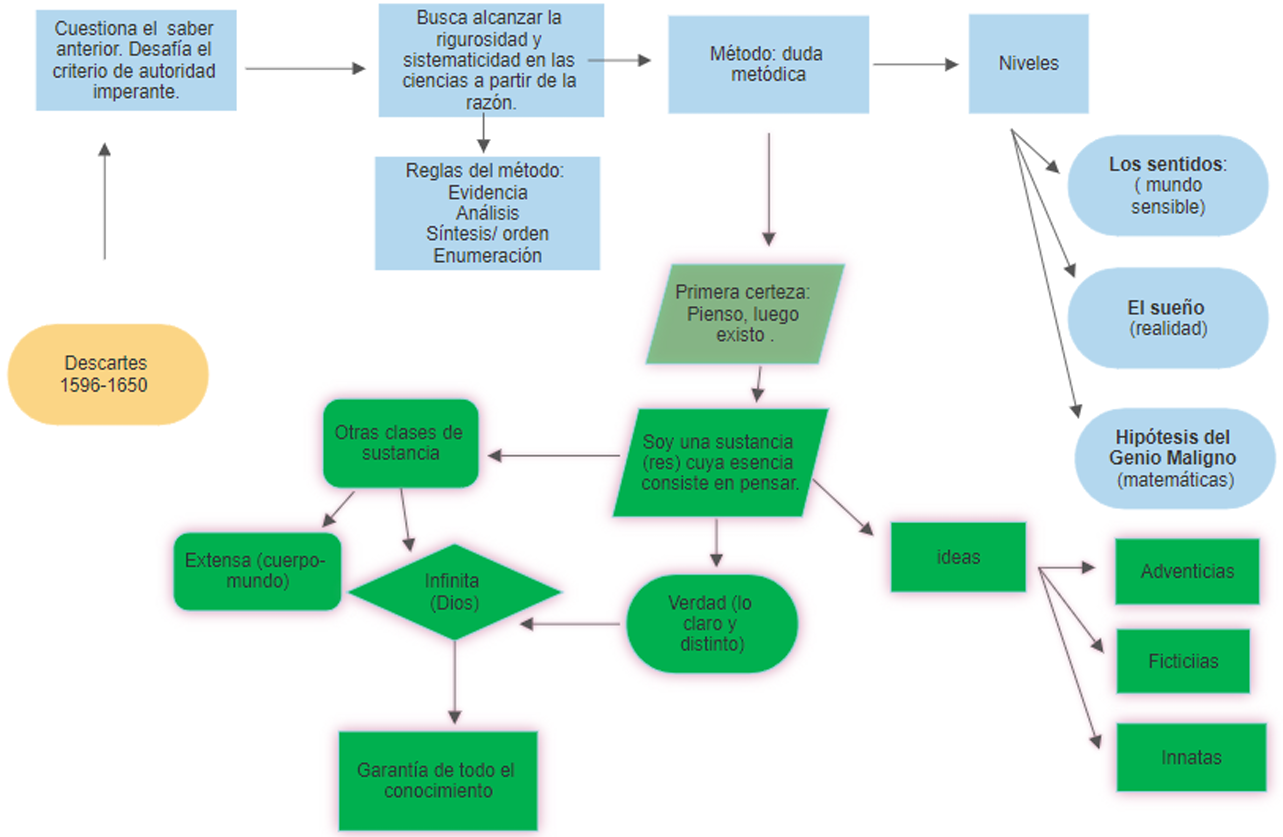 Cuestiona el saber
anterior. Desafía el
criterio de autoridad
imperante.
Busca alcanzar la
rigurosidad y
sistematicidad en las
ciencias a partir de la
razón.
Método: duda
metódica
Niveles
Reglas del método:
Evidencia
Análisis
Síntesis/ orden
Enumeración
Los sentidos:
( mundo
sensible)
El sueño
(realidad)
Hipótesis del
Genio Maligno
(matemáticas)
Primera certeza:
Pienso, luego
existo .
Descartes
1596-1650
Otras clases de
sustancia
Soy una sustancia
(res) cuya esencia
consiste en pensar.
Extensa (cuerpo-
mundo)
Infinita
(Dios)
Verdad (lo
claro y
distinto)
ideas
Adventicias
Ficticiias
Innatas
Garantía de todo el
conocimiento